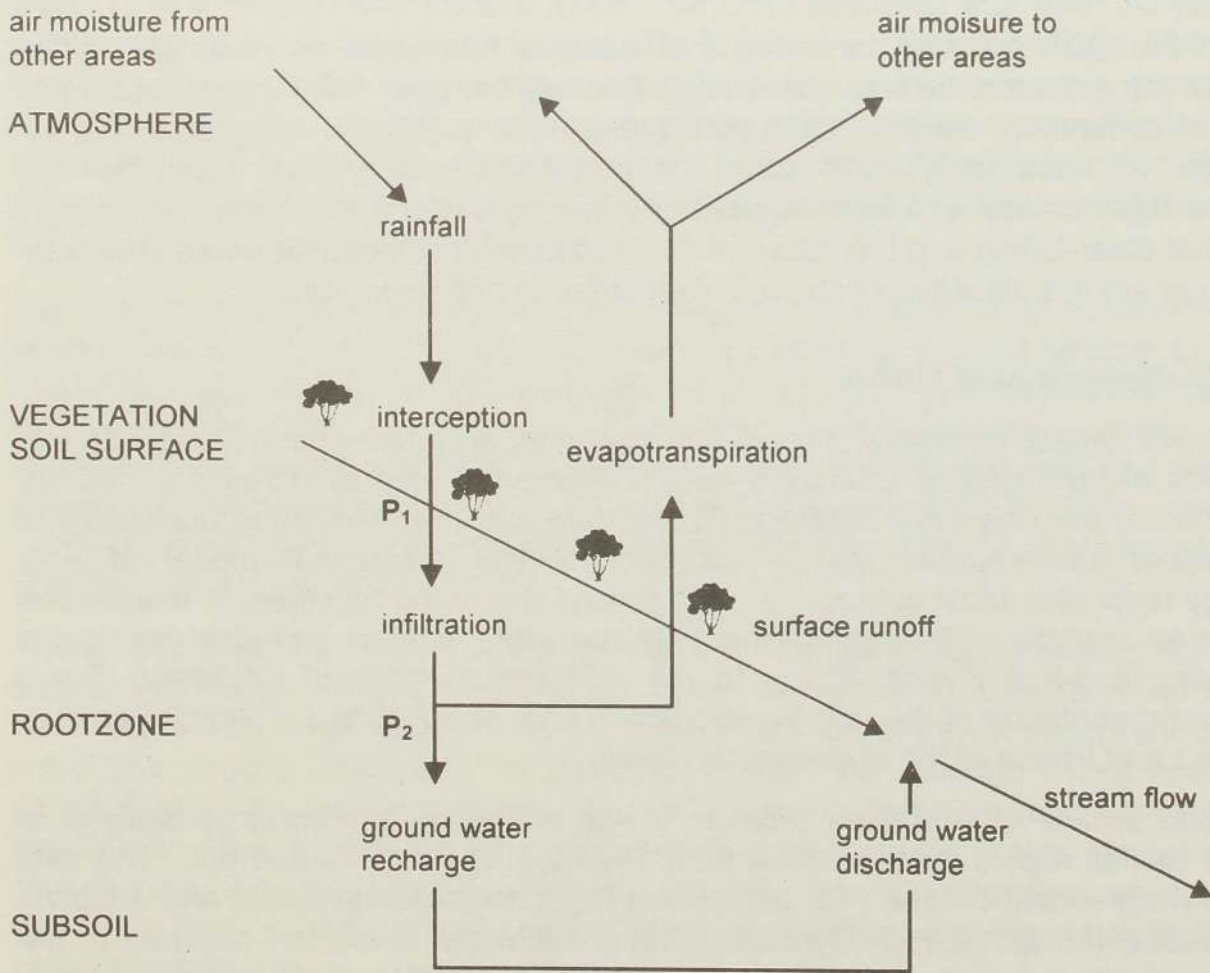 air moisture from
other areas
air moisure to
other areas
ATMOSPHERE
rainfall
VEGETATION
SOIL SURFACE
interception
evapotranspiration
P1
infiltration
surface runoff
ROOTZONE
P2
stream flow
ground water
recharge
ground water
discharge
SUBSOIL